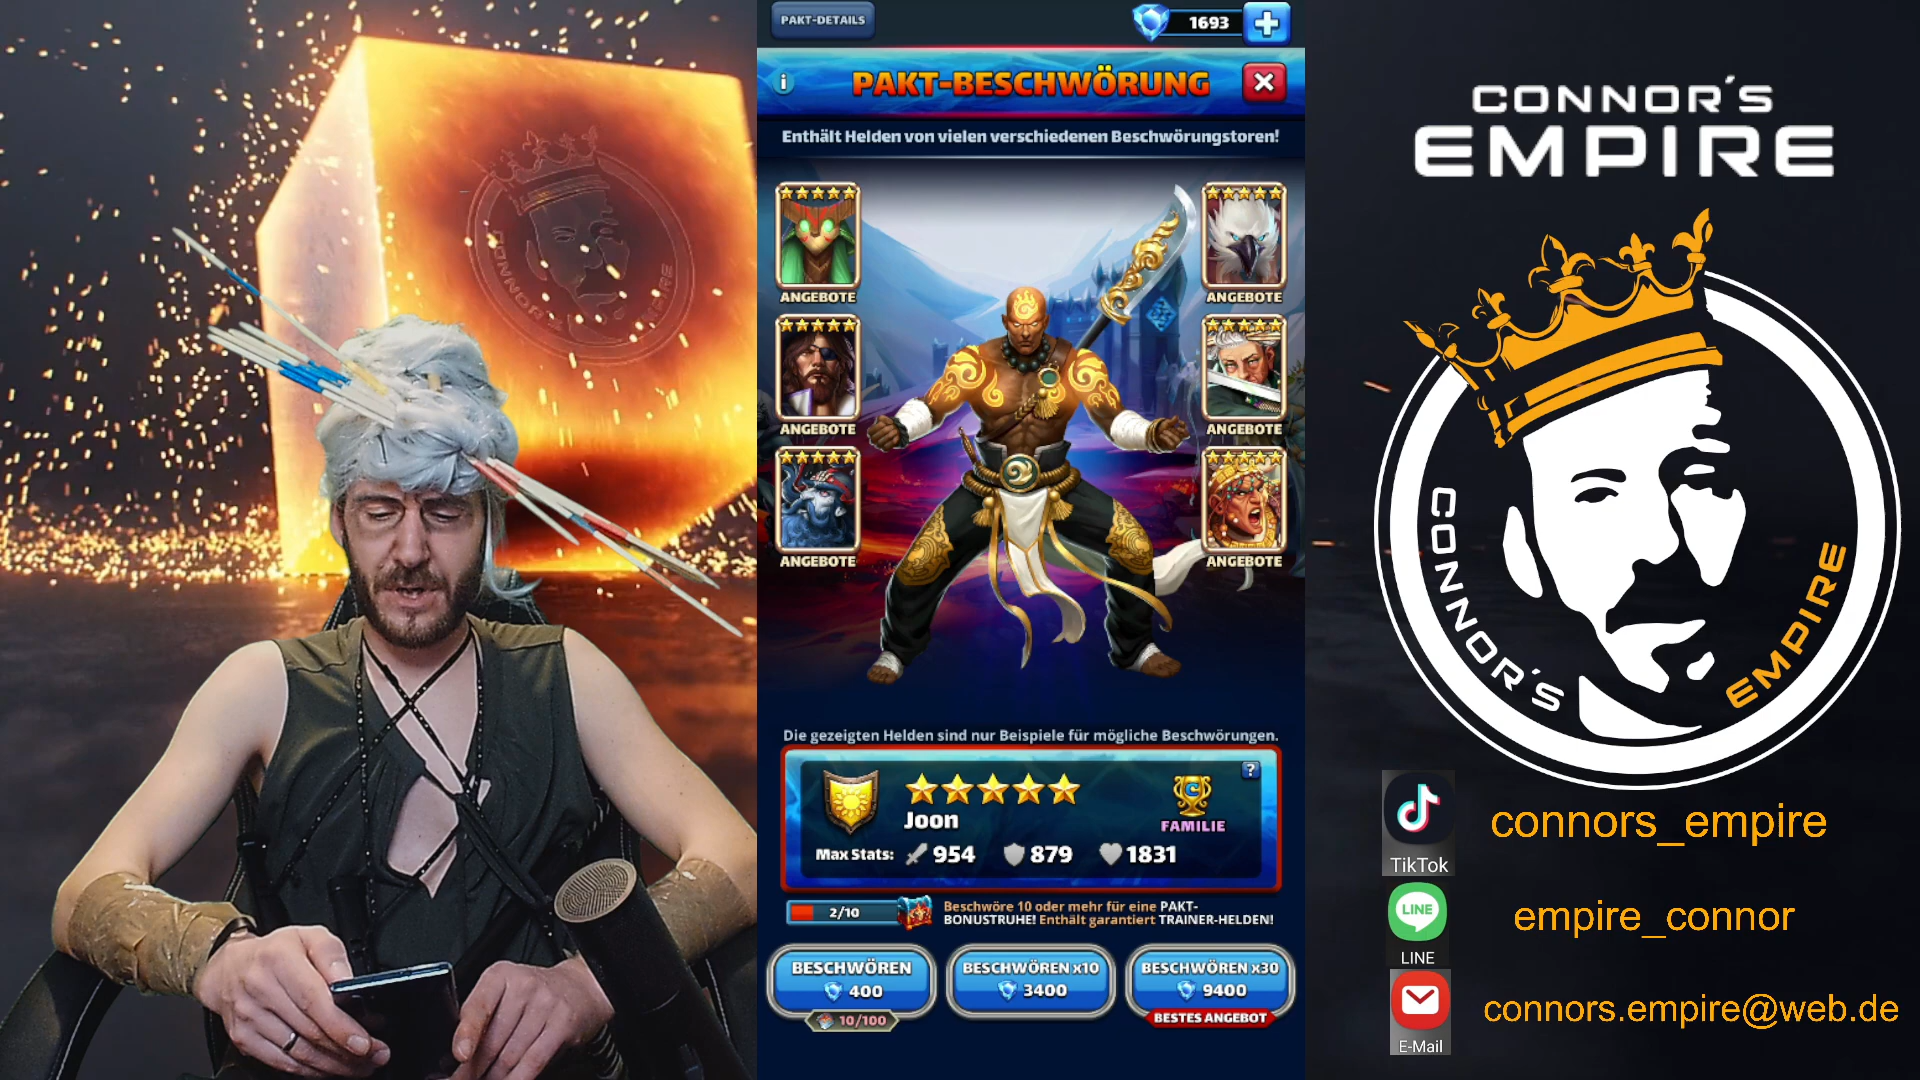 PAKT-DETAILS
1693
PAKT-BESCHWÖRUNG
Enthält Helden von vielen verschiedenen Beschwörungstoren!
ANGEBOTE
ANGEBOTE
ANGEBOTE
ANGEBOTE
ANGEBOTE
ANGEBOTE
Die gezeigten Helden sind nur Beispiele für mögliche Beschwörungen.
?
Joon
FAMILIE
Max Stats: 954 879 1831
2/10
Beschwöre 10 oder mehr für eine PAKT-
BONUSTRUHE! Enthält garantiert TRAINER-HELDEN!
BESCHWÖREN
400
10/100
BESCHWÖREN x10
3400
BESCHWÖREN x30
9400
BESTES ANGEBOT
CONNOR'S
EMPIRE
CONNOR'S
EMPIRE
CONNOR'S
EMPIRE
TikTok
connors_empire
LINE
LINE
empire_connor
E-Mail
connors.empire@web.de